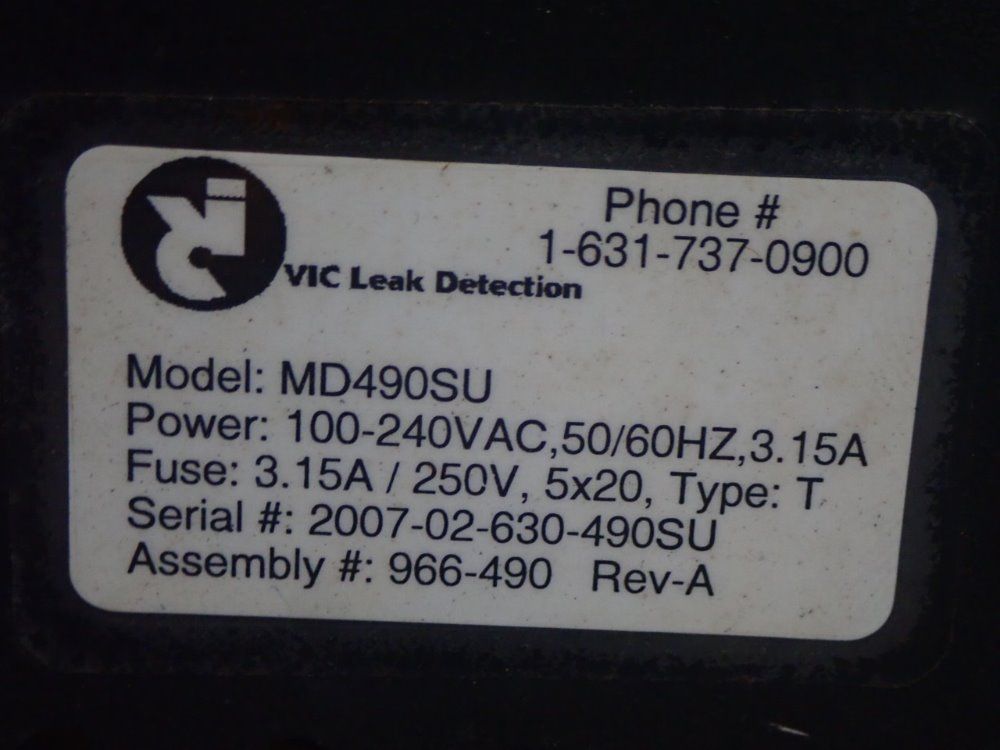 Phone #
1-631-737-0900
VIC Leak Detection
Model: MD490SU
Power: 100-240VAC,50/60HZ,3.15A
Fuse: 3.15A / 250V, 5x20, Type: T
Serial #: 2007-02-630-490SU
Assembly #: 966-490 Rev-A